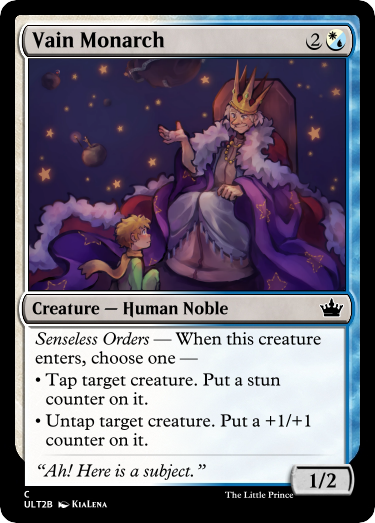 Vain Monarch 2
Creature — Human Noble
Senseless Orders — When this creature
enters, choose one —
• Tap target creature. Put a stun
counter on it.
• Untap target creature. Put a +1/+1
counter on it.
“Ah! Here is a subject.”
1/2
C
ULT2B KiaLena
The Little Prince